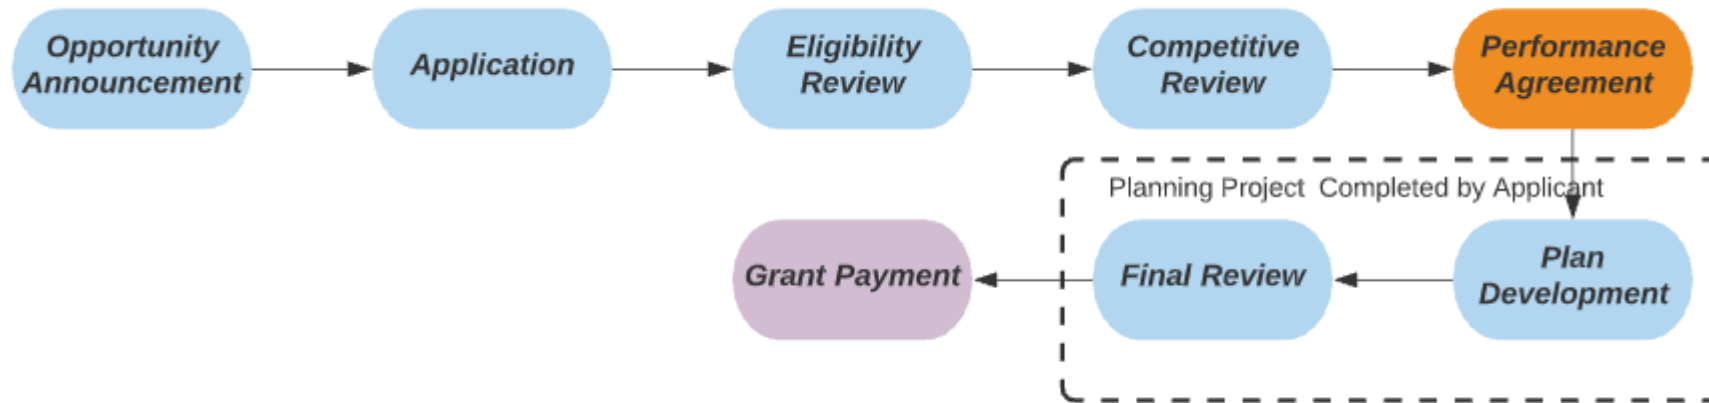 Opportunity
Announcement
Application
Eligibility
Review
Competitive
Review
Performance
Agreement
Planning Project  Completed by Applicant
Grant Payment
Final Review
Plan
Development